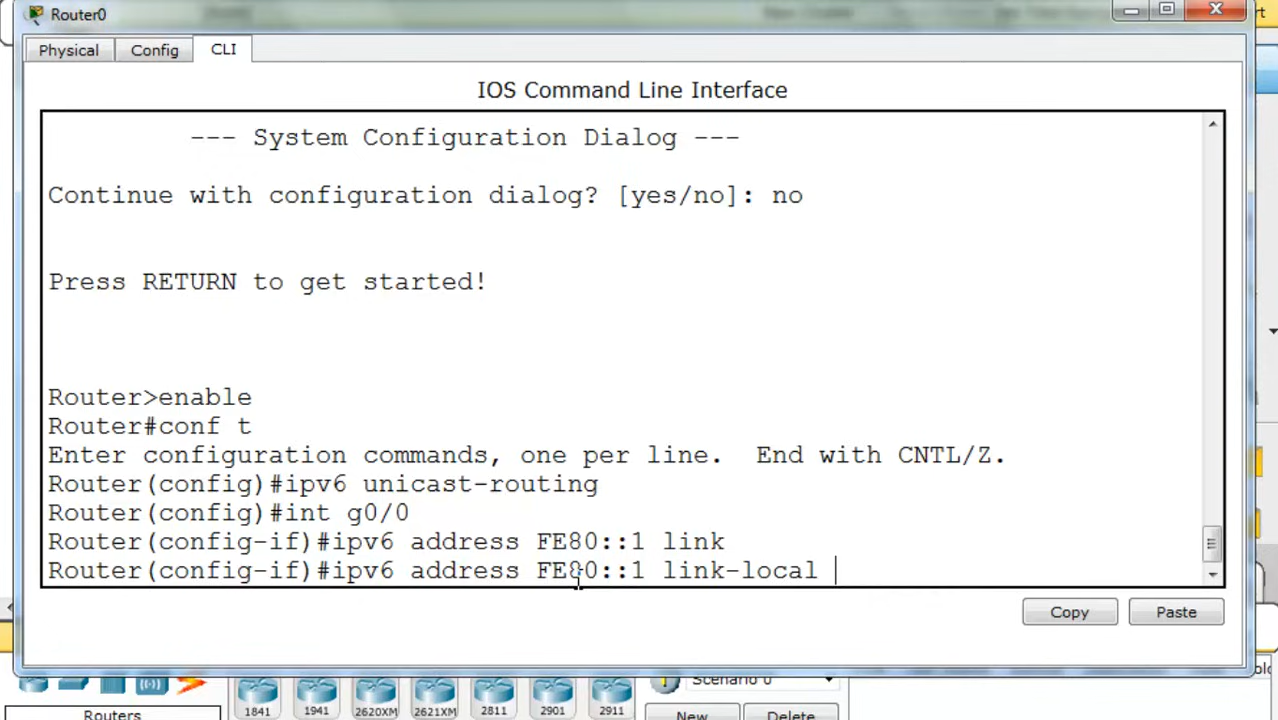 Router0
Physical Config CLI
IOS Command Line Interface
--- System Configuration Dialog ---
Continue with configuration dialog? [yes/no]: no
Press RETURN to get started!
Router>enable
Router#conf t
Enter configuration commands, one per line.  End with CNTL/Z.
Router(config)#ipv6 unicast-routing
Router(config)#int g0/0
Router(config-if)#ipv6 address FE80::1 link
Router(config-if)#ipv6 address FE80::1 link-local
Copy Paste
Scenario 0
1841 1941 2620XM 2621XM 2811 2901 2911
Routers New Delete